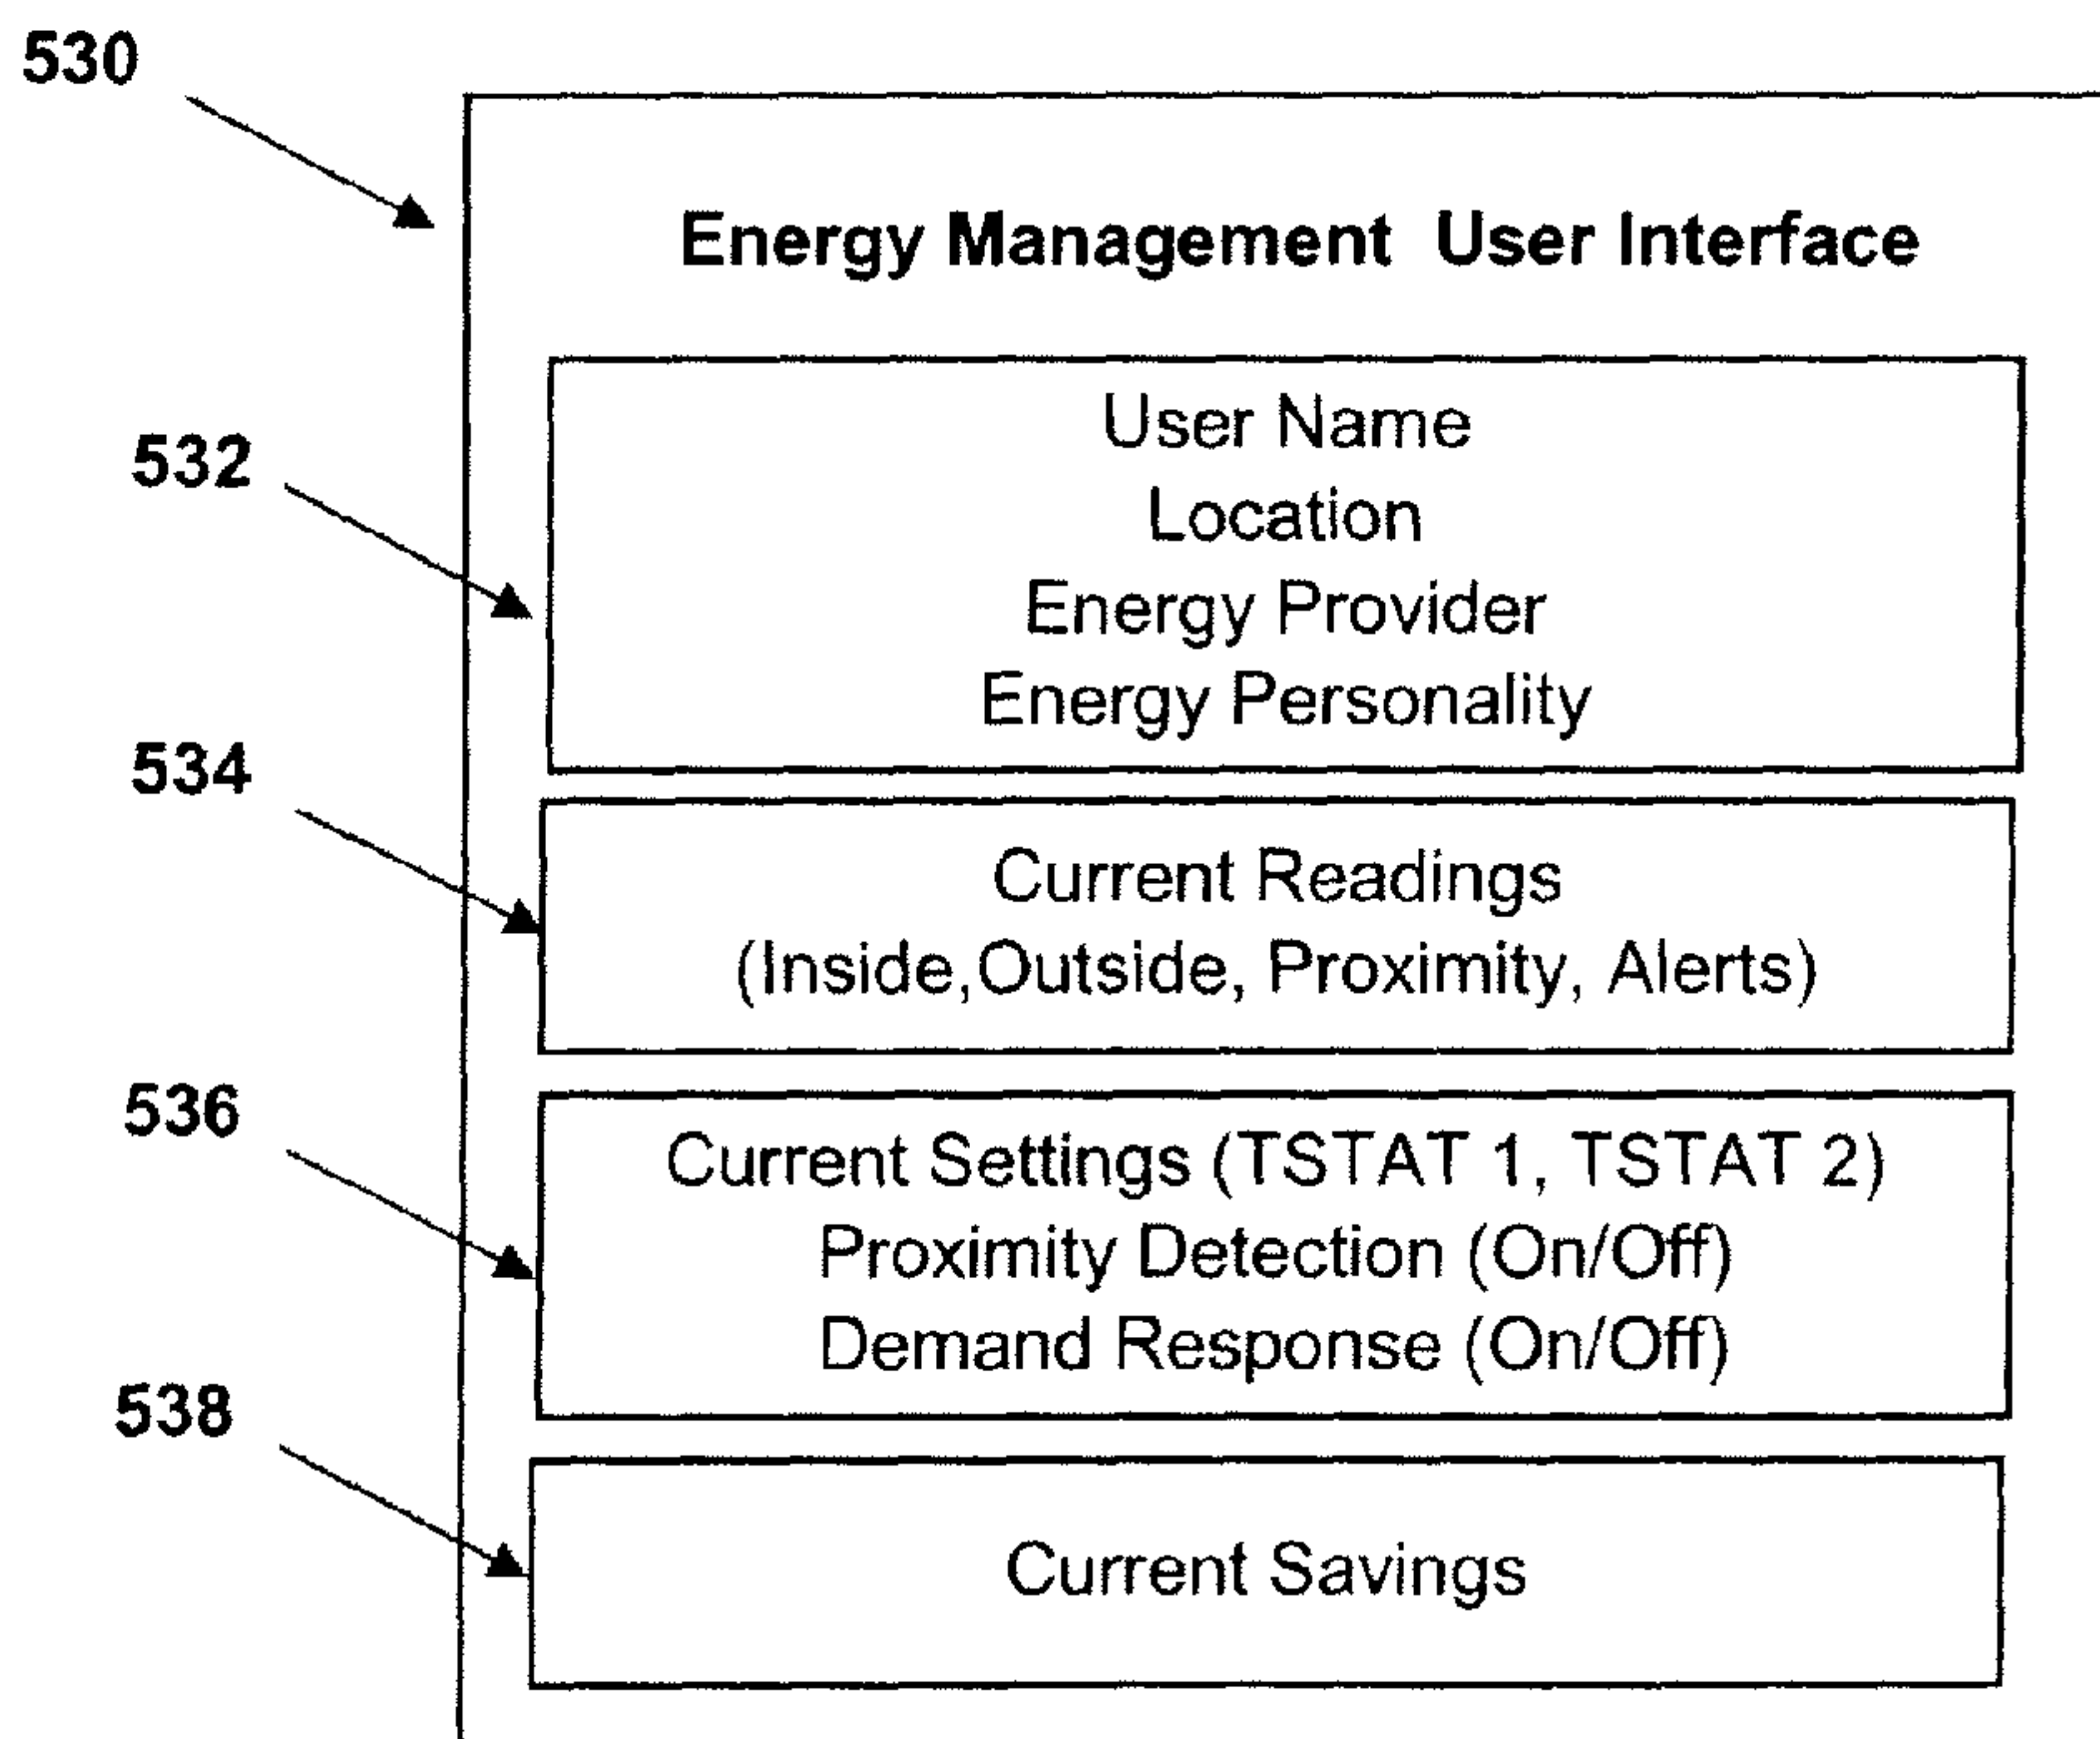 530
Energy Management User Interface
532
User Name
Location
Energy Provider
Energy Personality
534
Current Readings
(Inside,Outside, Proximity, Alerts)
536
Current Settings (TSTAT 1, TSTAT 2)
Proximity Detection (On/Off)
Demand Response (On/Off)
538
Current Savings